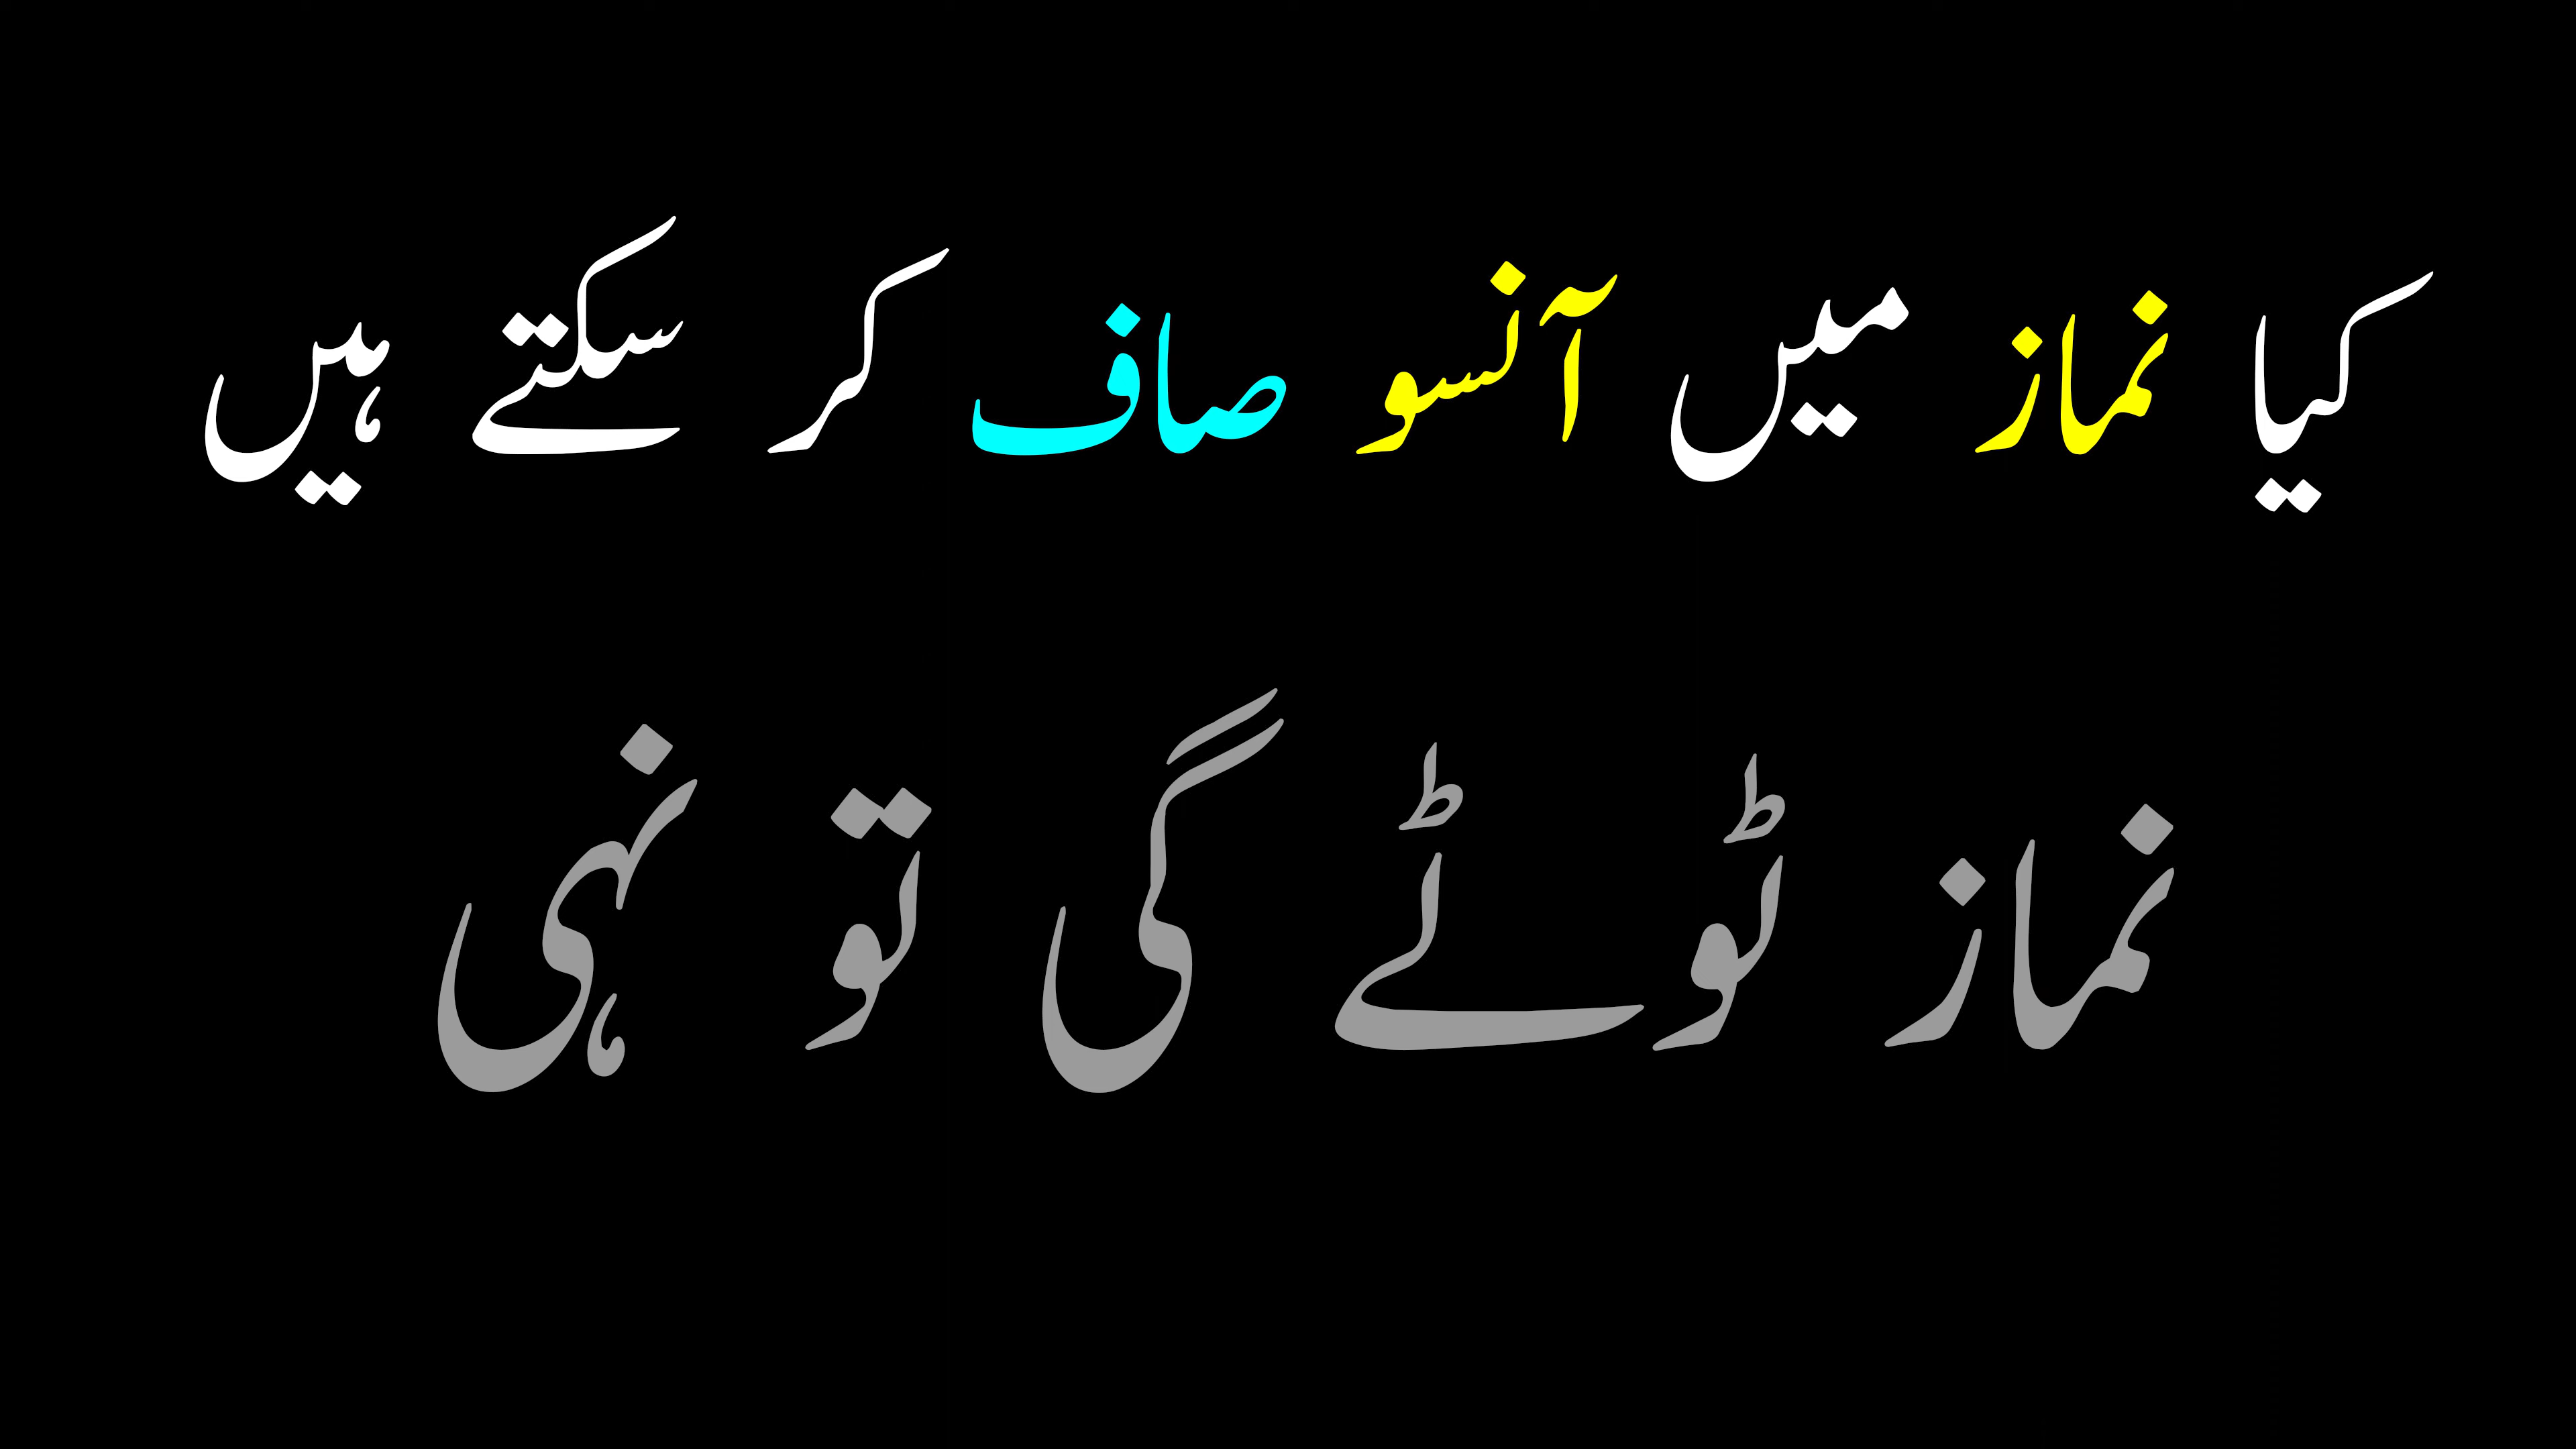 کیا نماز میں آنسو صاف کر سکتے ہیں
نماز ٹوٹے گی تو نہی